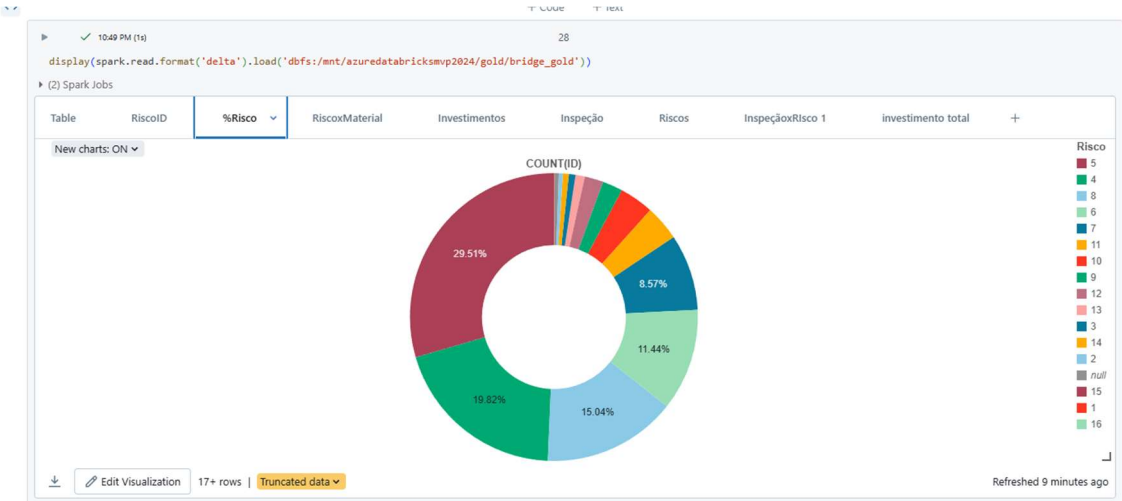 + Code + Text
10:49 PM (1s)
28
display(spark.read.format('delta').load('dbfs:/mnt/azuredatabricksmvp2024/gold/bridge_gold'))
(2) Spark Jobs
Table RiscoID %Risco RiscoxMaterial Investimentos Inspeção Riscos InspeçãoxRIsco 1 investimento total +
New charts: ON
COUNT(ID)
29.51%
8.57%
11.44%
19.82%
15.04%
Risco
5
4
8
6
7
11
10
9
12
13
3
14
2
null
15
1
16
Edit Visualization 17+ rows | Truncated data
Refreshed 9 minutes ago